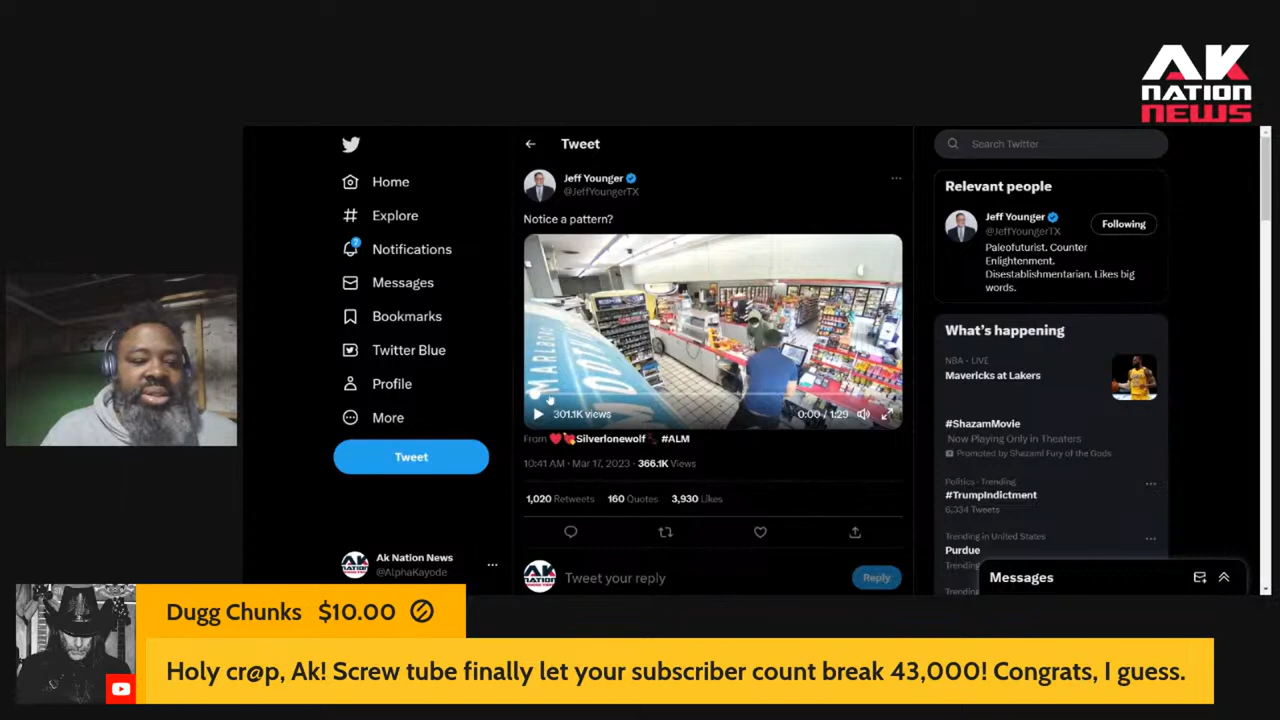 AK
NATION
NEWS
Home
Explore
Notifications
Messages
Bookmarks
Twitter Blue
Profile
More
Tweet
Ak Nation News
@AlphaKayode
Tweet
Jeff Younger
@JeffYoungerTX
Notice a pattern?
MARLBORO
301.1K views
0:00 / 1:29
From ❤️💘Silverlonewolf #ALM
10:41 AM · Mar 17, 2023 · 366.1K Views
1,020 Retweets 160 Quotes 3,930 Likes
Tweet your reply
Reply
Search Twitter
Relevant people
Jeff Younger
@JeffYoungerTX
Following
Paleofuturist. Counter
Enlightenment.
Disestablishmentarian. Likes big
words.
What's happening
NBA · LIVE
Mavericks at Lakers
#ShazamMovie
Now Playing Only in Theaters
Promoted by Shazam! Fury of the Gods
Politics · Trending
#TrumpIndictment
6,334 Tweets
Trending in United States
Purdue
Trending
Messages
Dugg Chunks $10.00
Holy cr@p, Ak! Screw tube finally let your subscriber count break 43,000! Congrats, I guess.